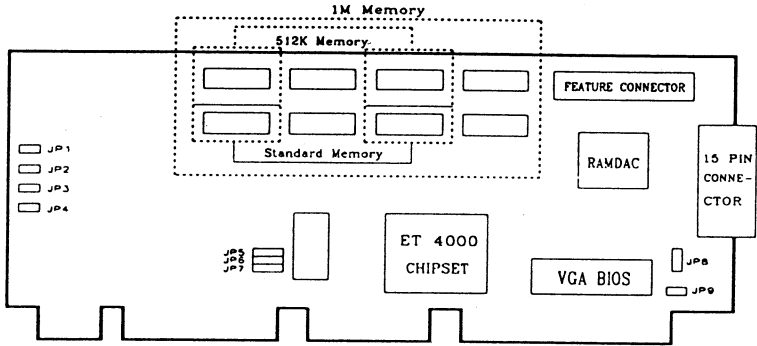 1M Memory
512K Memory
FEATURE CONNECTOR
Standard Memory
JP1
JP2
JP3
JP4
RAMDAC
15 PIN
CONNE-
CTOR
JP5
JP6
JP7
ET 4000
CHIPSET
VGA BIOS
JP8
JP9